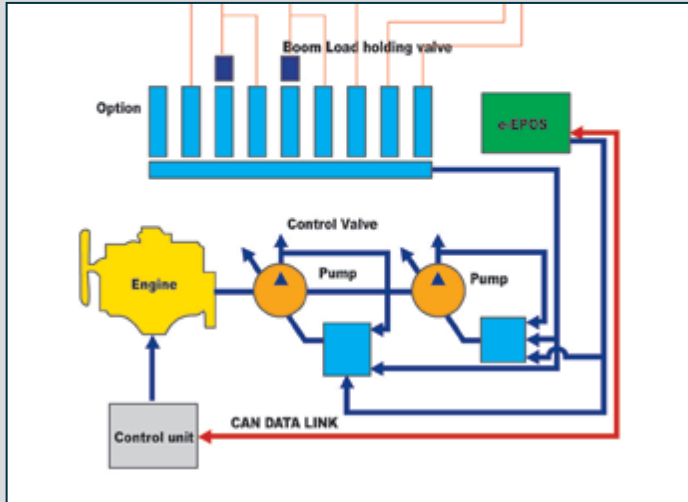 Boom Load holding valve
Option
e-EPOS
Control Valve
Engine
Pump
Pump
CAN DATA LINK
Control unit